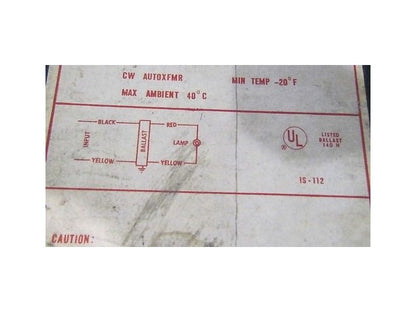 CW AUTOXFMR MIN TEMP -20°F
MAX AMBIENT 40°C
BLACK RED
INPUT
BALLAST
LAMP
YELLOW YELLOW
UL
®
LISTED
BALLAST
140 H
IS-112
CAUTION: